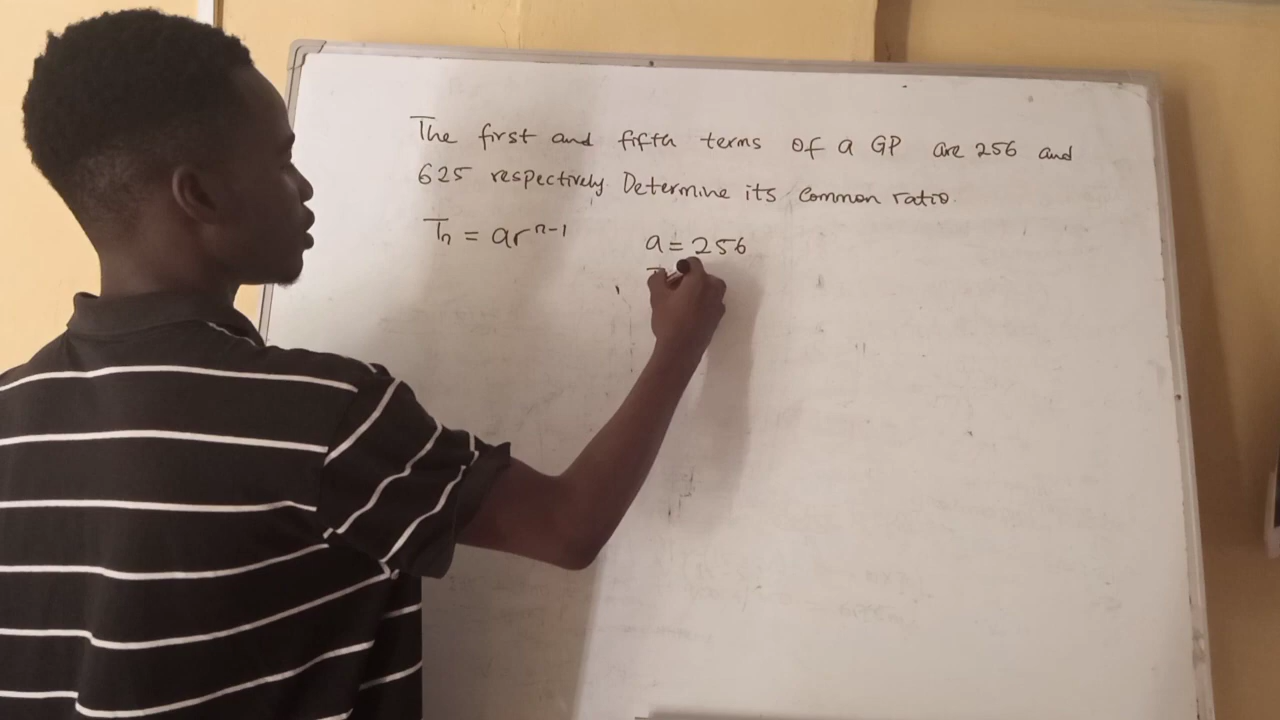 The first and fifth terms of a GP are 256 and
625 respectively. Determine its common ratio.
Tn = ar^n-1
a = 256
T